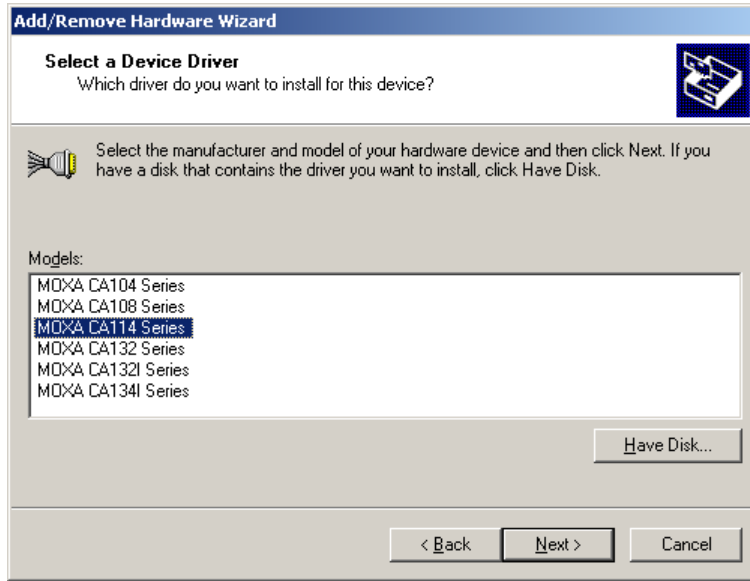 Add/Remove Hardware Wizard
Select a Device Driver
Which driver do you want to install for this device?
Select the manufacturer and model of your hardware device and then click Next. If you
have a disk that contains the driver you want to install, click Have Disk.
Models:
MOXA CA104 Series
MOXA CA108 Series
MOXA CA114 Series
MOXA CA132 Series
MOXA CA132I Series
MOXA CA134I Series
Have Disk...
< Back
Next >
Cancel